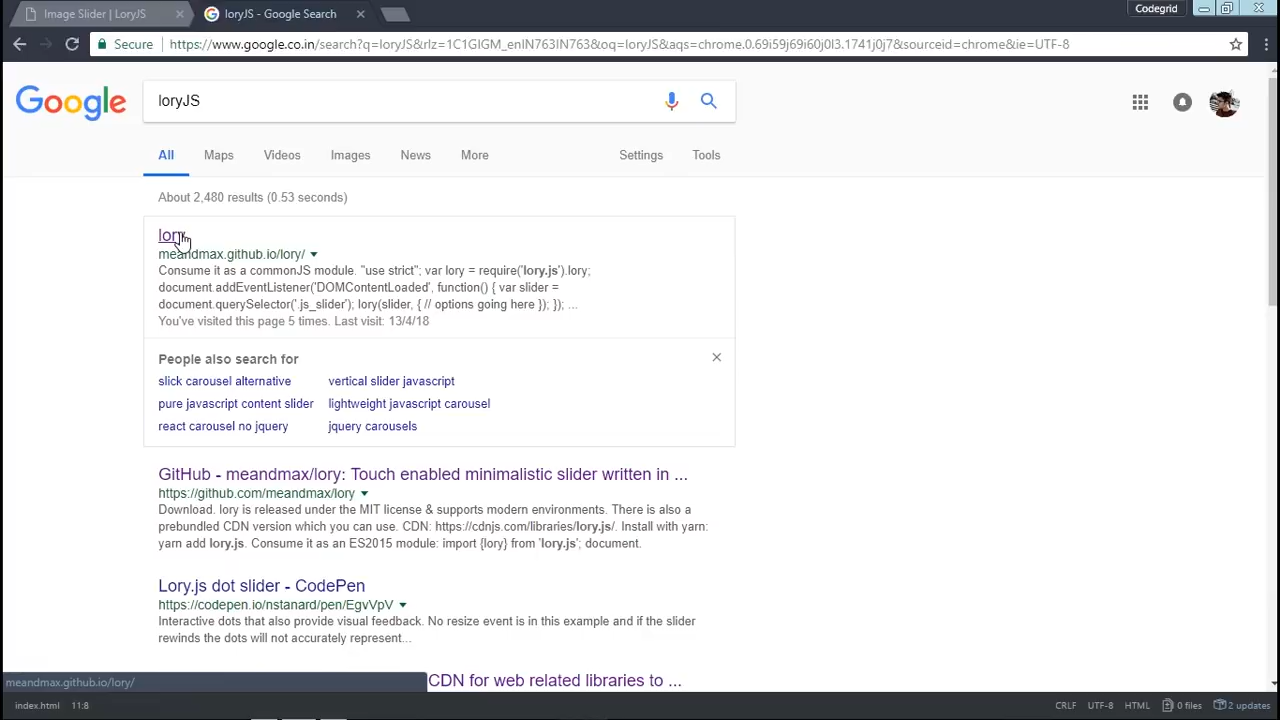 Image Slider | LoryJS
loryJS - Google Search
Codegrid
Secure
https://www.google.co.in/search?q=loryJS&rlz=1C1GIGM_enIN763IN763&oq=loryJS&aqs=chrome.0.69i59j69i60j0l3.1741j0j7&sourceid=chrome&ie=UTF-8
Google
loryJS
All Maps Videos Images News More Settings Tools
About 2,480 results (0.53 seconds)
lory
meandmax.github.io/lory/
Consume it as a commonJS module. "use strict"; var lory = require('lory.js').lory;
document.addEventListener('DOMContentLoaded', function() { var slider =
document.querySelector('.js_slider'); lory(slider, { // options going here }); }); ...
You've visited this page 5 times. Last visit: 13/4/18
People also search for
slick carousel alternative vertical slider javascript
pure javascript content slider lightweight javascript carousel
react carousel no jquery jquery carousels
GitHub - meandmax/lory: Touch enabled minimalistic slider written in ...
https://github.com/meandmax/lory
Download. lory is released under the MIT license & supports modern environments. There is also a
prebundled CDN version which you can use. CDN: https://cdnjs.com/libraries/lory.js/. Install with yarn:
yarn add lory.js. Consume it as an ES2015 module: import {lory} from 'lory.js'; document.
Lory.js dot slider - CodePen
https://codepen.io/nstanard/pen/EgvVpV
Interactive dots that also provide visual feedback. No resize event is in this example and if the slider
rewinds the dots will not accurately represent...
CDN for web related libraries to ...
meandmax.github.io/lory/
index.html 11:8 CRLF UTF-8 HTML 0 files 2 updates